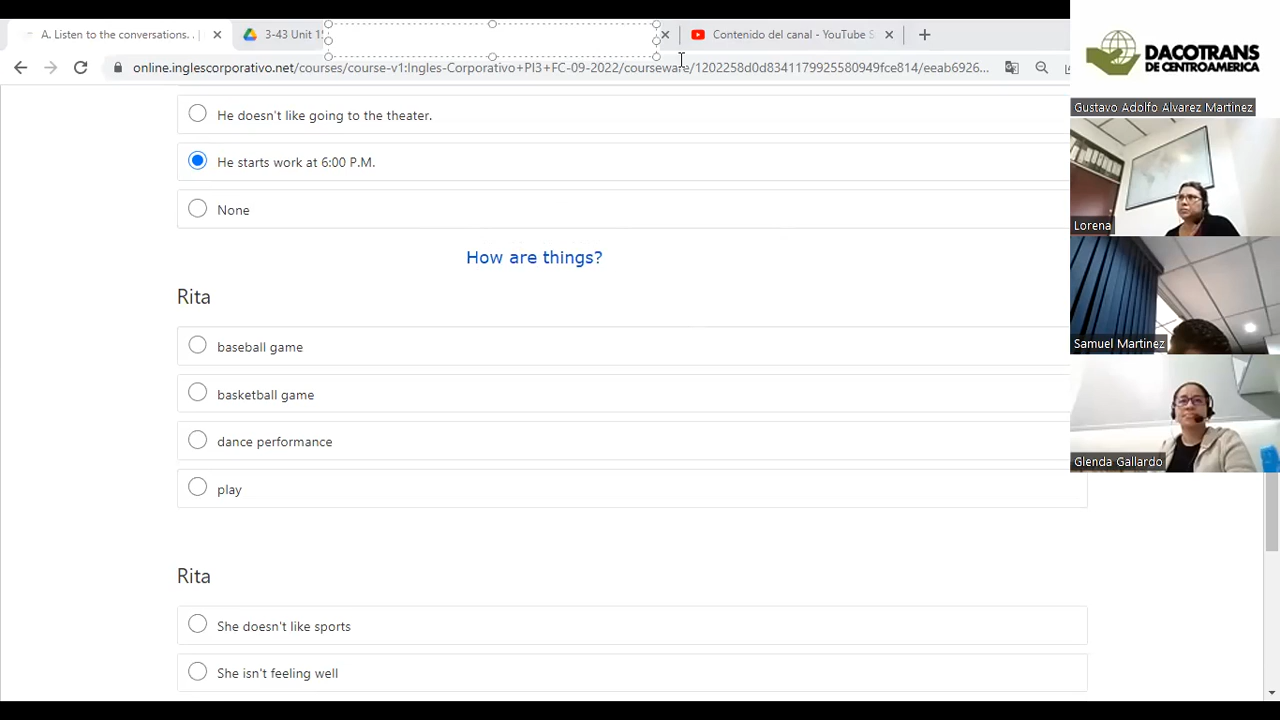 A. Listen to the conversations.
3-43 Unit 1
Contenido del canal - YouTube S
online.inglescorporativo.net/courses/course-v1:Ingles-Corporativo+PI3+FC-09-2022/courseware/1202258d0d8341179925580949fce814/eeab6926...
DACOTRANS
DE CENTROAMERICA
Gustavo Adolfo Alvarez Martinez
He doesn't like going to the theater.
He starts work at 6:00 P.M.
None
Lorena
How are things?
Rita
baseball game
Samuel Martinez
basketball game
dance performance
Glenda Gallardo
play
Rita
She doesn't like sports
She isn't feeling well